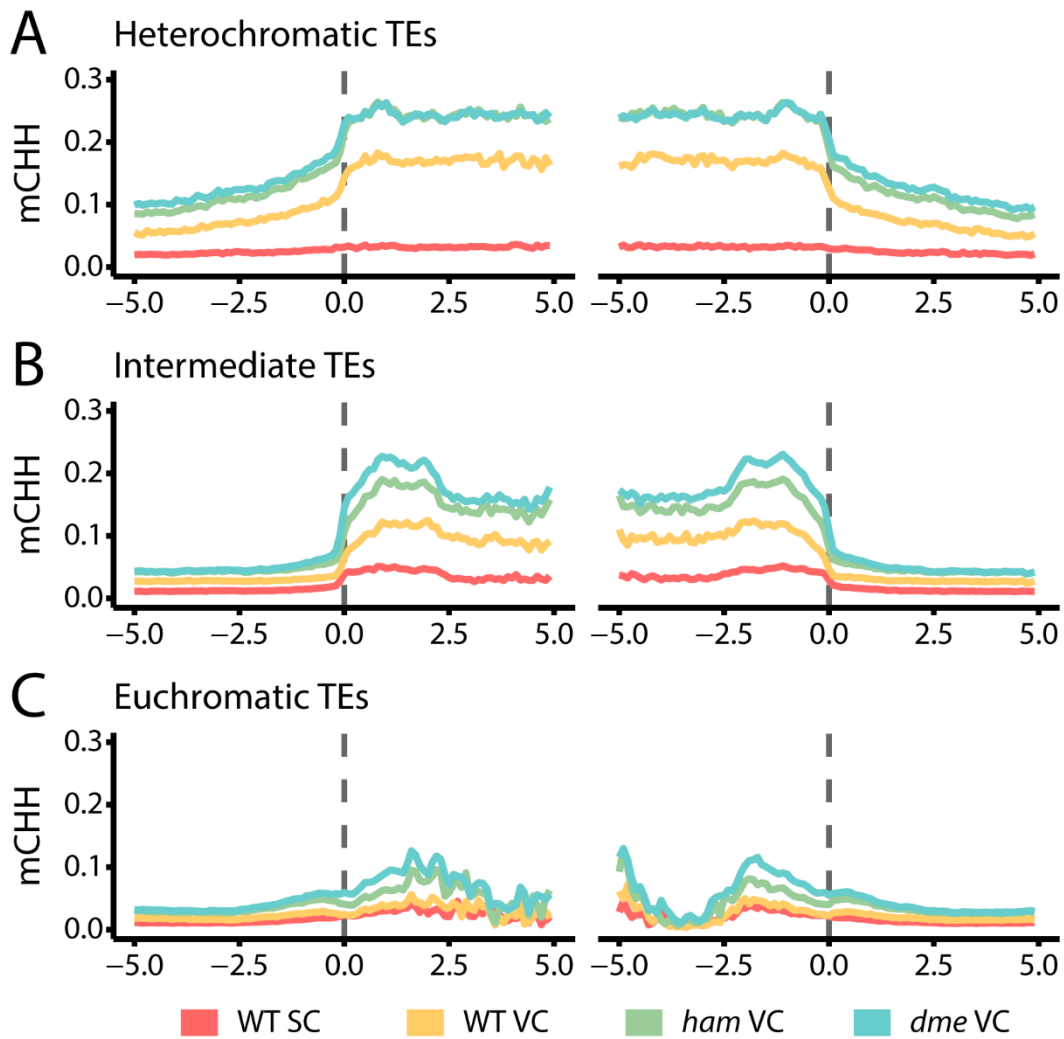 A Heterochromatic TEs
mCHH
0.3
0.2
0.1
0.0
−5.0 −2.5 0.0 2.5 5.0 −5.0 −2.5 0.0 2.5 5.0
B Intermediate TEs
mCHH
0.3
0.2
0.1
0.0
−5.0 −2.5 0.0 2.5 5.0 −5.0 −2.5 0.0 2.5 5.0
C Euchromatic TEs
mCHH
0.3
0.2
0.1
0.0
−5.0 −2.5 0.0 2.5 5.0 −5.0 −2.5 0.0 2.5 5.0
WT SC WT VC ham VC dme VC